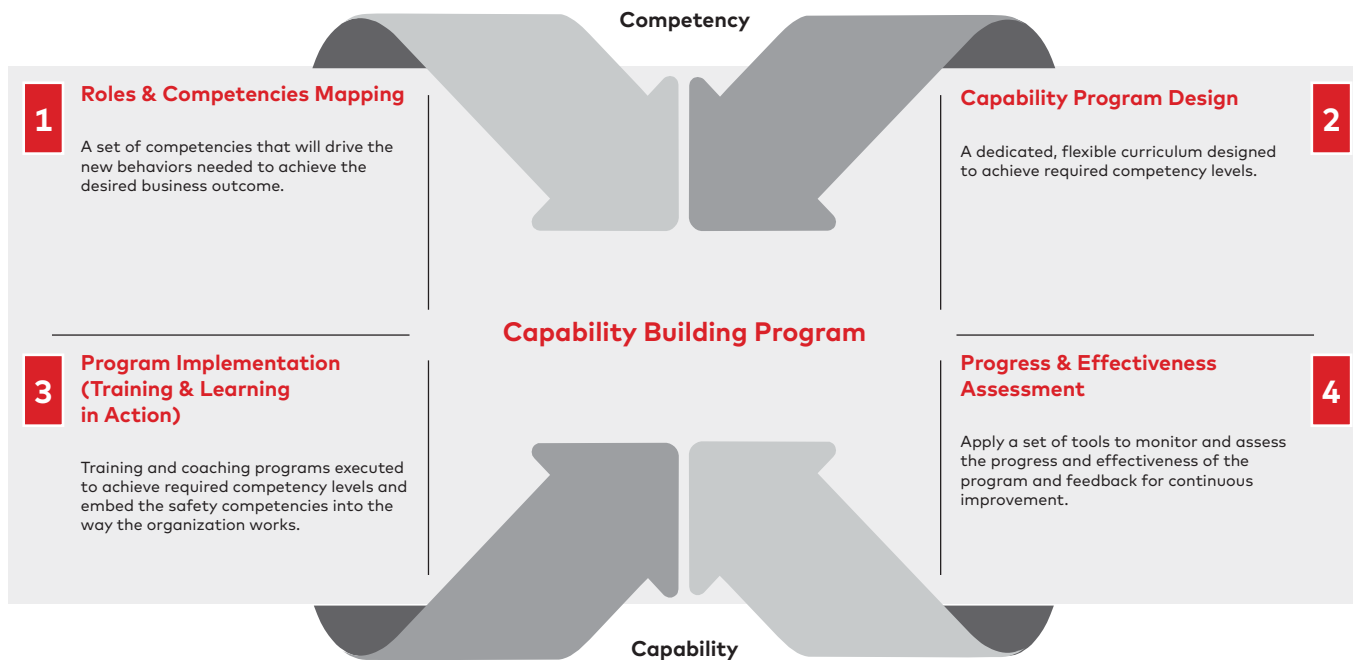 Competency
1
Roles & Competencies Mapping
A set of competencies that will drive the
new behaviors needed to achieve the
desired business outcome.
Capability Program Design
2
A dedicated, flexible curriculum designed
to achieve required competency levels.
Capability Building Program
3
Program Implementation
(Training & Learning
in Action)
Training and coaching programs executed
to achieve required competency levels and
embed the safety competencies into the
way the organization works.
Progress & Effectiveness
Assessment
4
Apply a set of tools to monitor and assess
the progress and effectiveness of the
program and feedback for continuous
improvement.
Capability